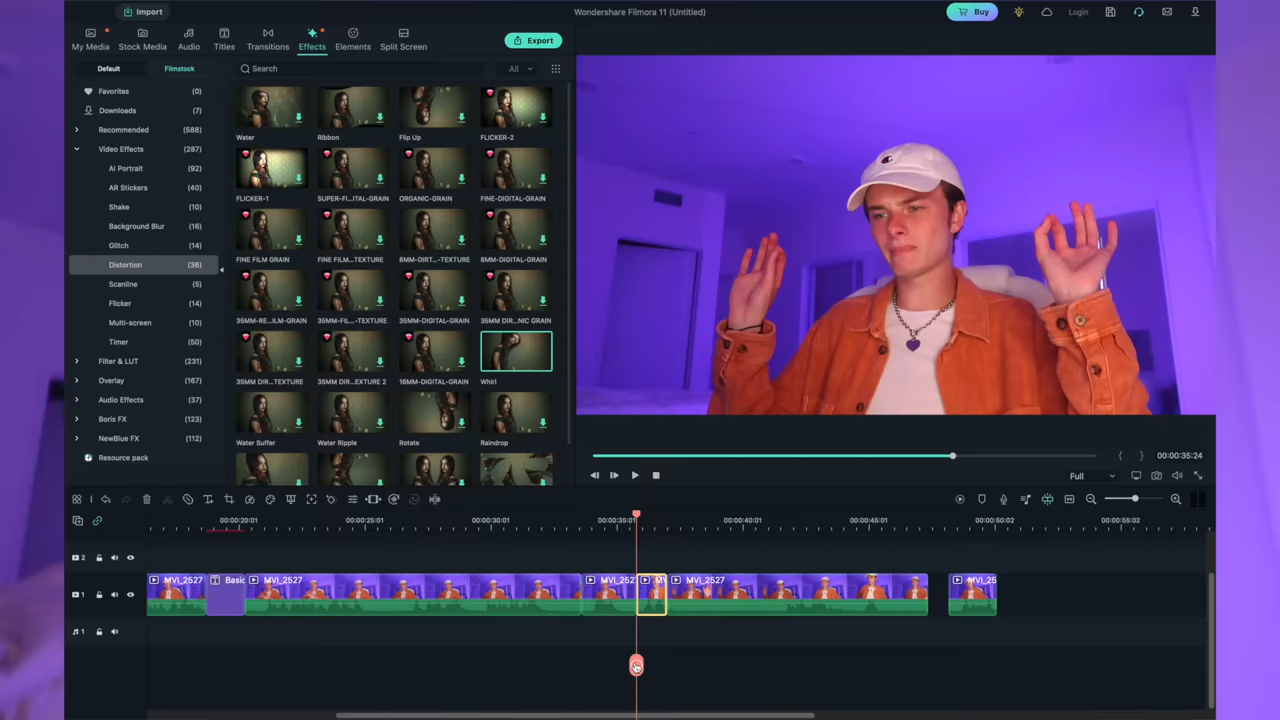 Import
Wondershare Filmora 11 (Untitled)
Buy
Login
My Media
Stock Media
Audio
Titles
Transitions
Effects
Elements
Split Screen
Export
Default
Filmstock
Search
All
Favorites (0)
Downloads (7)
Recommended (588)
Video Effects (287)
AI Portrait (92)
AR Stickers (40)
Shake (10)
Background Blur (16)
Glitch (14)
Distortion (36)
Scanline (5)
Flicker (14)
Multi-screen (10)
Timer (50)
Filter & LUT (231)
Overlay (167)
Audio Effects (37)
Boris FX (123)
NewBlue FX (112)
Resource pack
Water
Ribbon
Flip Up
FLICKER-2
FLICKER-1
SUPER-FI...ITAL-GRAIN
ORGANIC-GRAIN
FINE-DIGITAL-GRAIN
FINE FILM GRAIN
FINE FILM...TEXTURE
8MM-DIRT...-TEXTURE
8MM-DIGITAL-GRAIN
35MM-RE...ILM-GRAIN
35MM-FIL...-TEXTURE
35MM-DIGITAL-GRAIN
35MM DIR...NIC GRAIN
35MM DIR...TEXTURE
35MM DIR...EXTURE 2
16MM-DIGITAL-GRAIN
Whirl
Water Suffer
Water Ripple
Rotate
Raindrop
00:00:35:24
Full
00:00:20:01
00:00:25:01
00:00:30:01
00:00:35:01
00:00:40:01
00:00:45:01
00:00:50:02
00:00:55:02
2
1
MVI_2527
Basic
MVI_2527
MVI_2527
MV
MVI_2527
MVI_25
1